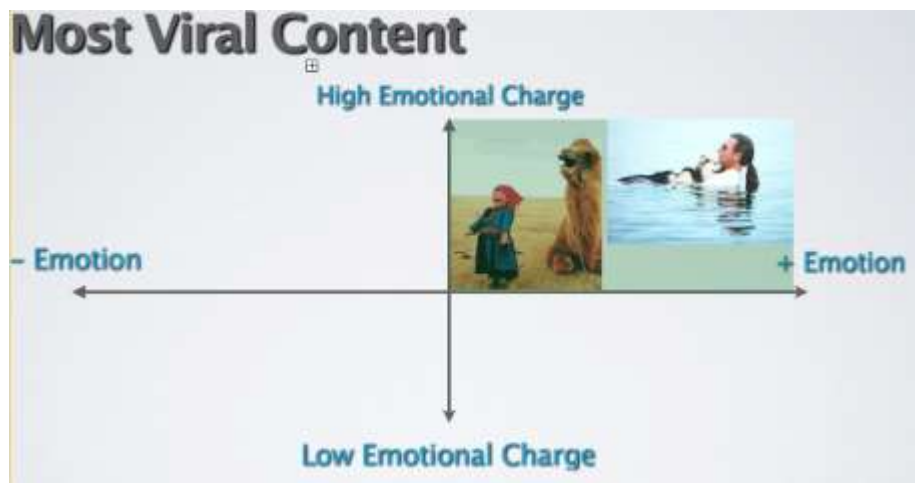 Most Viral Content
High Emotional Charge
- Emotion
+ Emotion
Low Emotional Charge